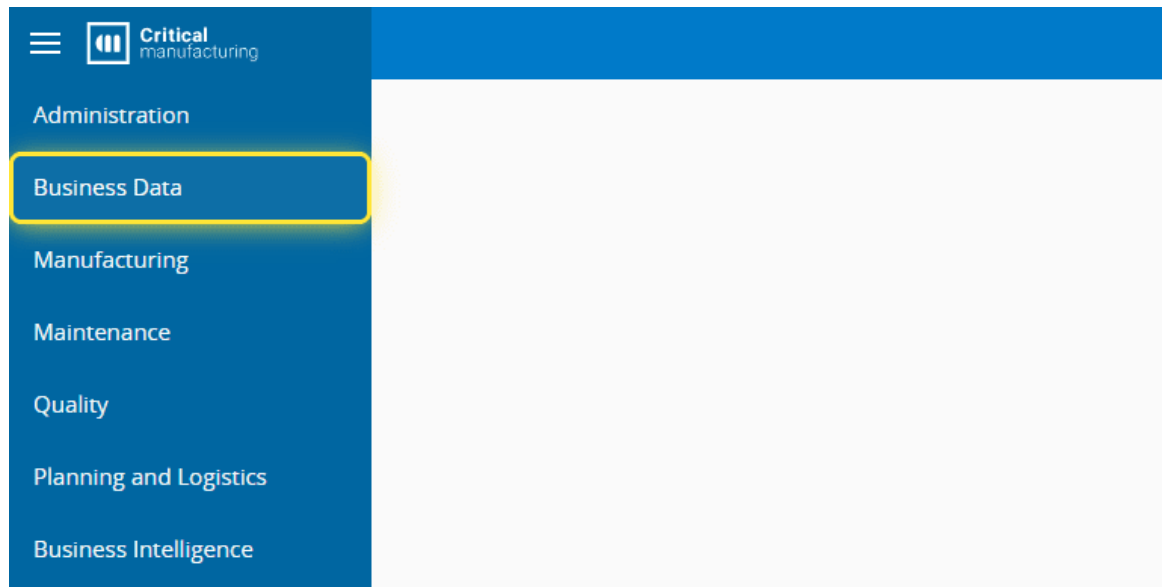 Critical
manufacturing
Administration
Business Data
Manufacturing
Maintenance
Quality
Planning and Logistics
Business Intelligence